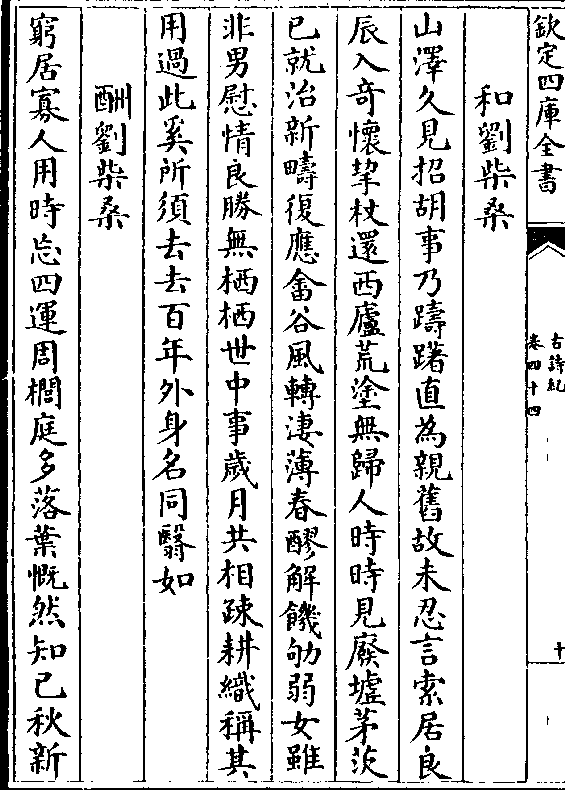 欽定四庫全書
古詩紀
卷四十四
十
和劉柴桑
山澤久見招胡事乃躊躇直為親舊故未忍言索居良
辰入奇懷挈杖還西廬荒塗無歸人時時見廢墟茅茨
已就治新疇復應畬谷風轉淒薄春醪解饑劬弱女雖
非男慰情良勝無栖栖世中事歲月共相疎耕織稱其
用過此奚所須去去百年外身名同翳如
酬劉柴桑
窮居寡人用時忘四運周櫚庭多落葉慨然知已秋新